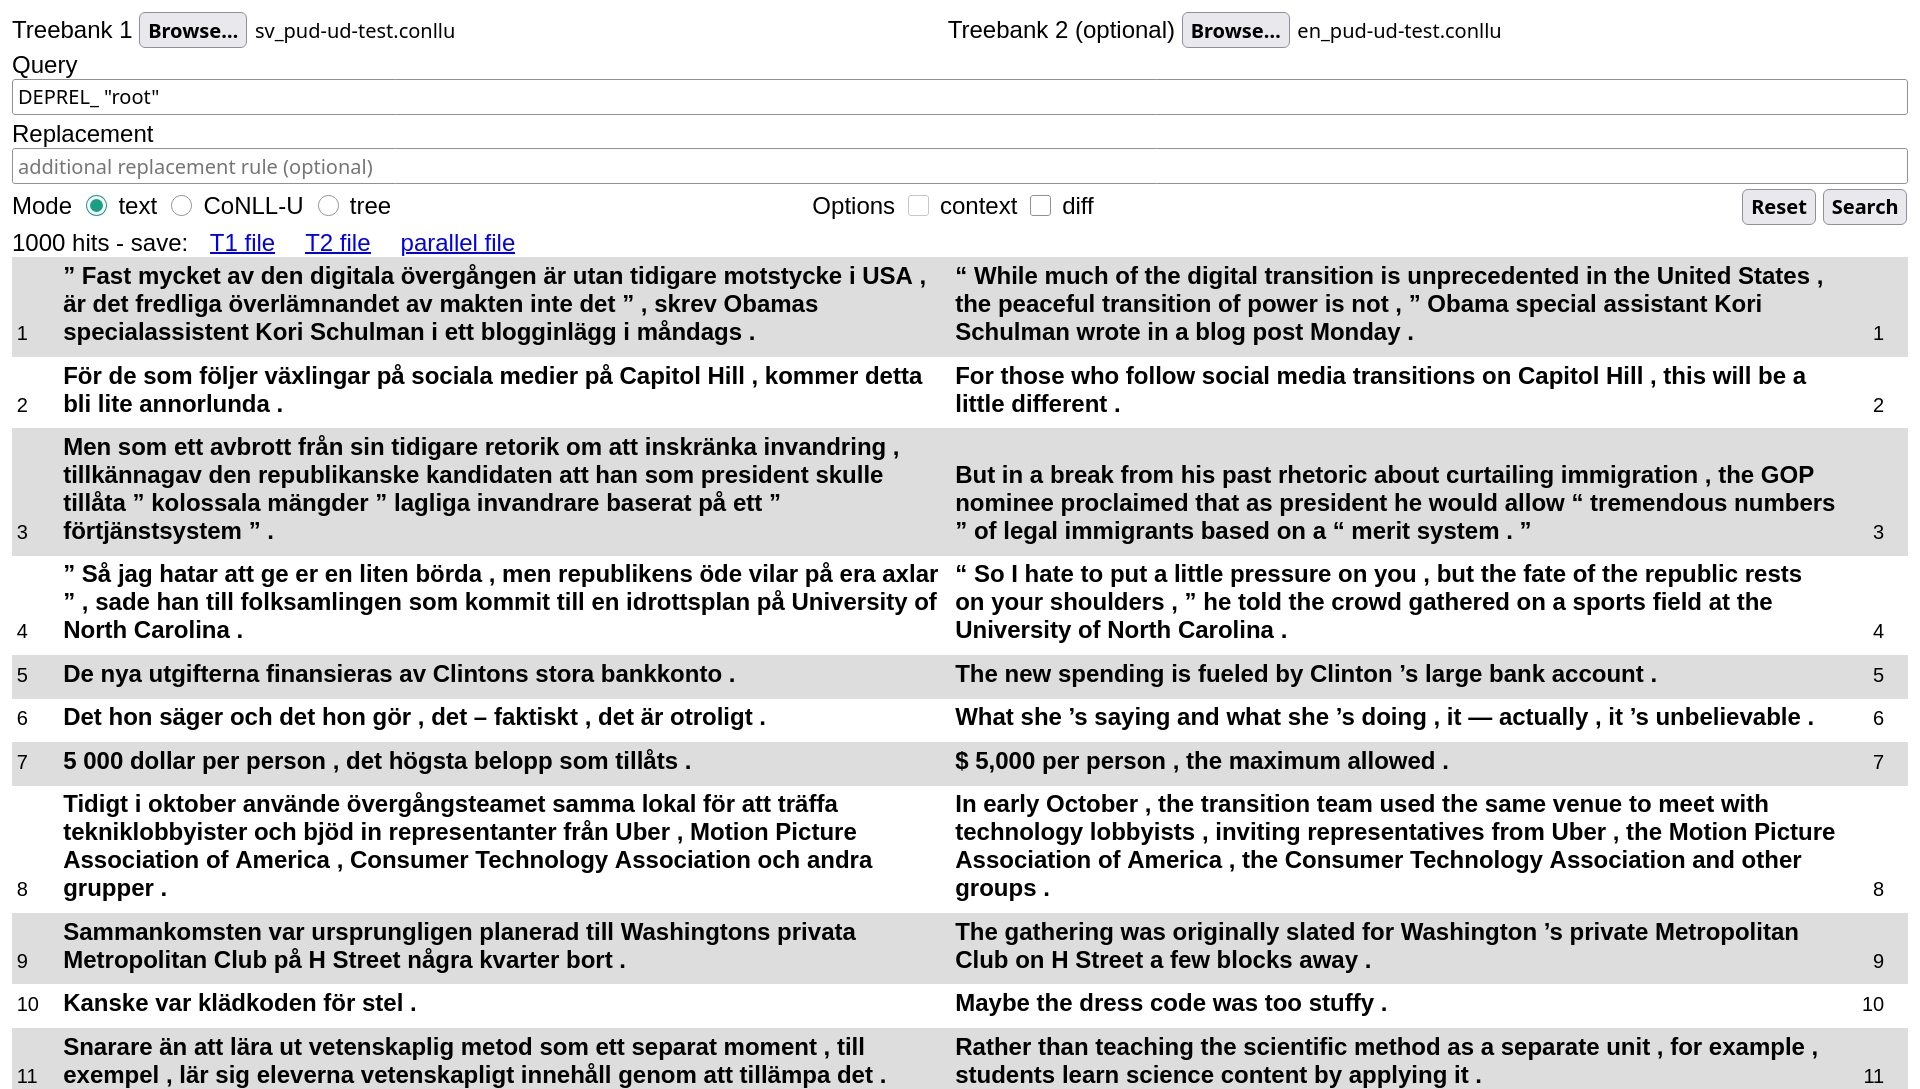 Treebank 1 Browse... sv_pud-ud-test.conllu Treebank 2 (optional) Browse... en_pud-ud-test.conllu
Query
DEPREL_ "root"
Replacement
additional replacement rule (optional)
Mode text CoNLL-U tree Options context diff Reset Search
1000 hits - save: T1 file T2 file parallel file
” Fast mycket av den digitala övergången är utan tidigare motstycke i USA ,
är det fredliga överlämnandet av makten inte det ” , skrev Obamas
1 specialassistent Kori Schulman i ett blogginlägg i måndags .
“ While much of the digital transition is unprecedented in the United States ,
the peaceful transition of power is not , ” Obama special assistant Kori
Schulman wrote in a blog post Monday . 1
För de som följer växlingar på sociala medier på Capitol Hill , kommer detta
2 bli lite annorlunda .
For those who follow social media transitions on Capitol Hill , this will be a
little different . 2
Men som ett avbrott från sin tidigare retorik om att inskränka invandring ,
tillkännagav den republikanske kandidaten att han som president skulle
tillåta ” kolossala mängder ” lagliga invandrare baserat på ett ”
3 förtjänstsystem ” .
But in a break from his past rhetoric about curtailing immigration , the GOP
nominee proclaimed that as president he would allow “ tremendous numbers
” of legal immigrants based on a “ merit system . ” 3
” Så jag hatar att ge er en liten börda , men republikens öde vilar på era axlar
” , sade han till folksamlingen som kommit till en idrottsplan på University of
4 North Carolina .
“ So I hate to put a little pressure on you , but the fate of the republic rests
on your shoulders , ” he told the crowd gathered on a sports field at the
University of North Carolina . 4
5 De nya utgifterna finansieras av Clintons stora bankkonto .
The new spending is fueled by Clinton ’s large bank account . 5
6 Det hon säger och det hon gör , det – faktiskt , det är otroligt .
What she ’s saying and what she ’s doing , it — actually , it ’s unbelievable . 6
7 5 000 dollar per person , det högsta belopp som tillåts .
$ 5,000 per person , the maximum allowed . 7
Tidigt i oktober använde övergångsteamet samma lokal för att träffa
tekniklobbyister och bjöd in representanter från Uber , Motion Picture
Association of America , Consumer Technology Association och andra
8 grupper .
In early October , the transition team used the same venue to meet with
technology lobbyists , inviting representatives from Uber , the Motion Picture
Association of America , the Consumer Technology Association and other
groups . 8
Sammankomsten var ursprungligen planerad till Washingtons privata
9 Metropolitan Club på H Street några kvarter bort .
The gathering was originally slated for Washington ’s private Metropolitan
Club on H Street a few blocks away . 9
10 Kanske var klädkoden för stel .
Maybe the dress code was too stuffy . 10
Snarare än att lära ut vetenskaplig metod som ett separat moment , till
11 exempel , lär sig eleverna vetenskapligt innehåll genom att tillämpa det .
Rather than teaching the scientific method as a separate unit , for example ,
students learn science content by applying it . 11